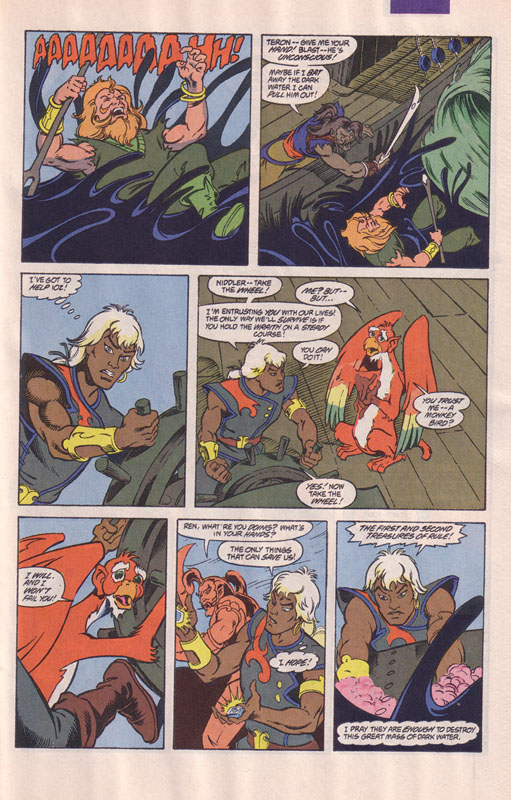 AAAAAAAAA-HH!
TERON-- GIVE ME YOUR
HAND! BLAST--HE'S
UNCONSCIOUS!
MAYBE IF I BAT
AWAY THE DARK
WATER I CAN
PULL HIM OUT!
I'VE GOT TO
HELP IOZ!
NIDDLER-- TAKE
THE WHEEL!
ME? BUT--
BUT...
I'M ENTRUSTING YOU WITH OUR LIVES!
THE ONLY WAY WE'LL SURVIVE IS IF
YOU HOLD THE WRAITH ON A STEADY
COURSE!
YOU CAN
DO IT!
YOU TRUST
ME-- A
MONKEY
BIRD?
YES! NOW
TAKE THE
WHEEL!
I WILL.
AND I
WON'T
FAIL YOU!
REN, WHAT'RE YOU DOING? WHAT'S
IN YOUR HANDS?
THE ONLY THINGS
THAT CAN SAVE US!
I HOPE!
THE FIRST AND SECOND
TREASURES OF RULE!
I PRAY THEY ARE ENOUGH TO DESTROY
THIS GREAT MASS OF DARK WATER.